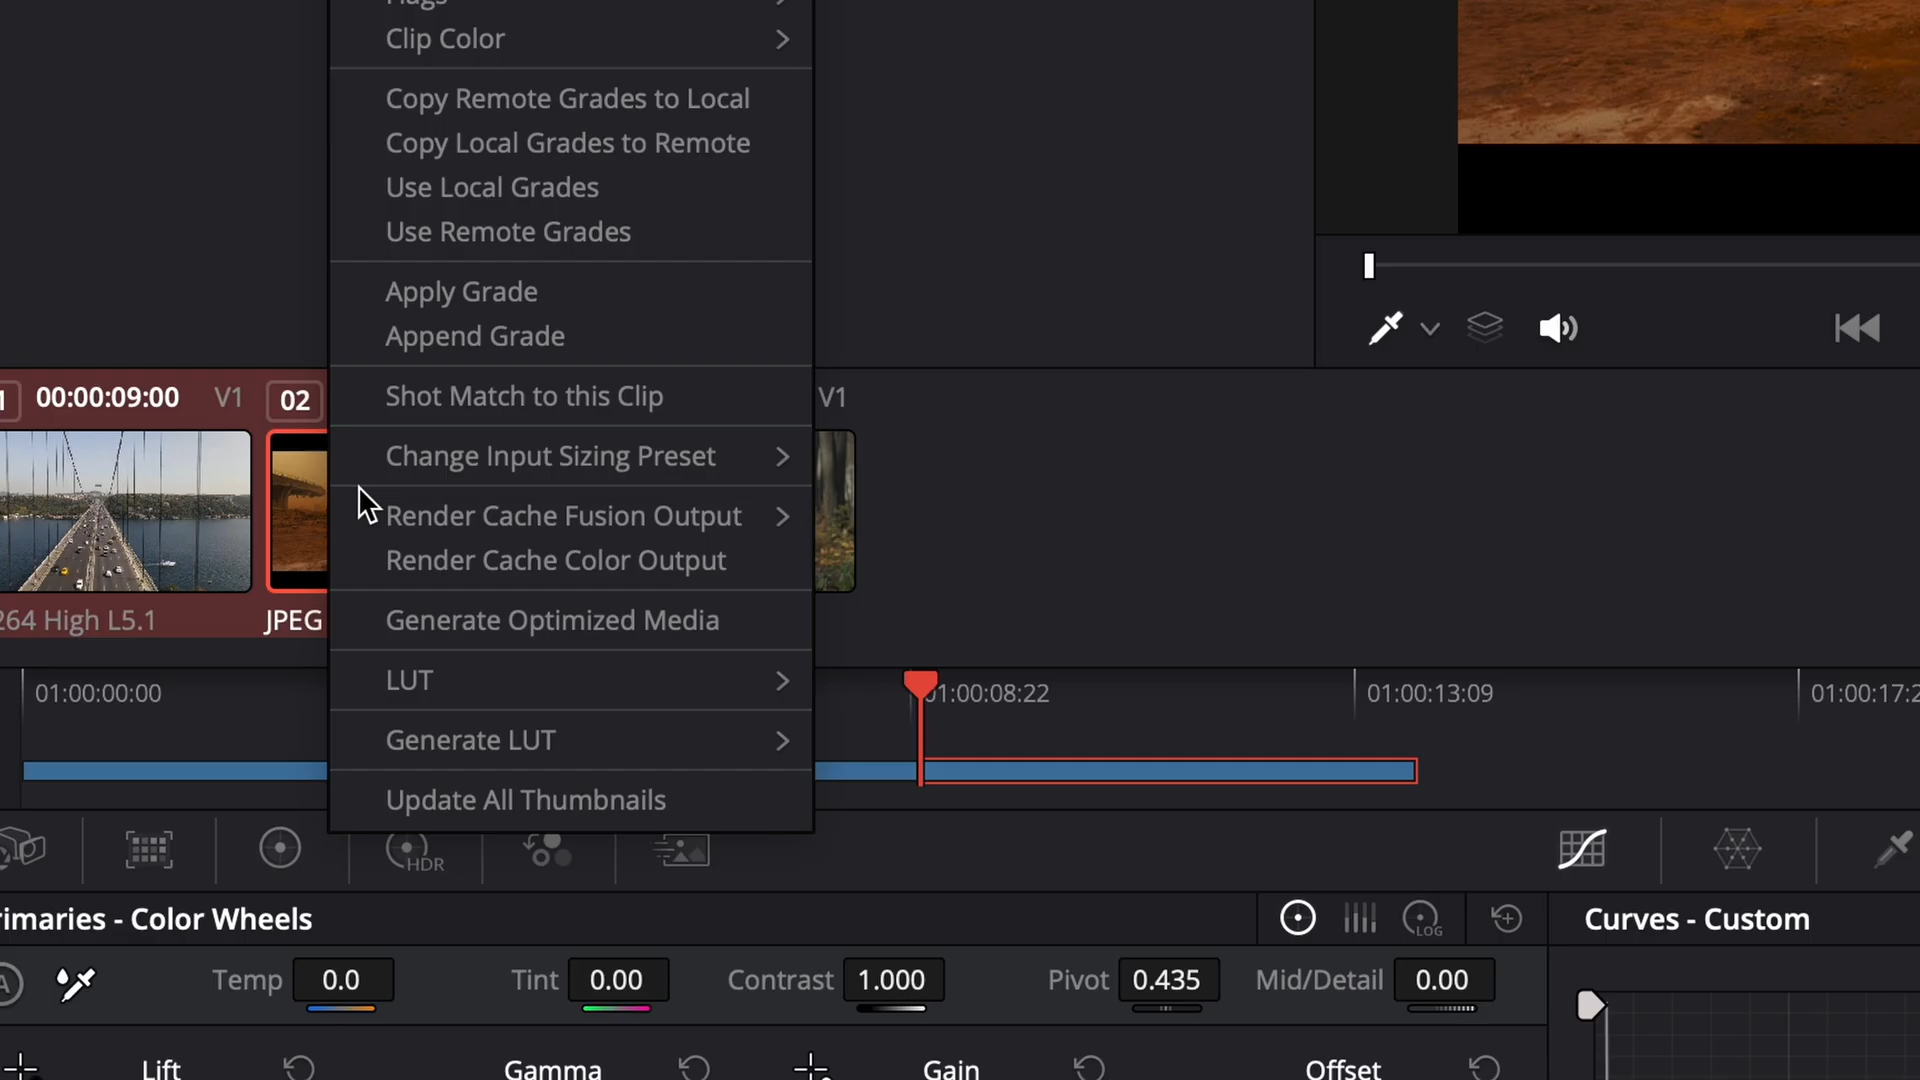 Flags
Clip Color
Copy Remote Grades to Local
Copy Local Grades to Remote
Use Local Grades
Use Remote Grades
Apply Grade
Append Grade
Shot Match to this Clip
Change Input Sizing Preset
Render Cache Fusion Output
Render Cache Color Output
Generate Optimized Media
LUT
Generate LUT
Update All Thumbnails
1 00:00:09:00 V1 02 V1
264 High L5.1 JPEG
01:00:00:00 01:00:08:22 01:00:13:09 01:00:17:2
HDR
rimaries - Color Wheels LOG Curves - Custom
A Temp 0.0 Tint 0.00 Contrast 1.000 Pivot 0.435 Mid/Detail 0.00
Lift Gamma Gain Offset